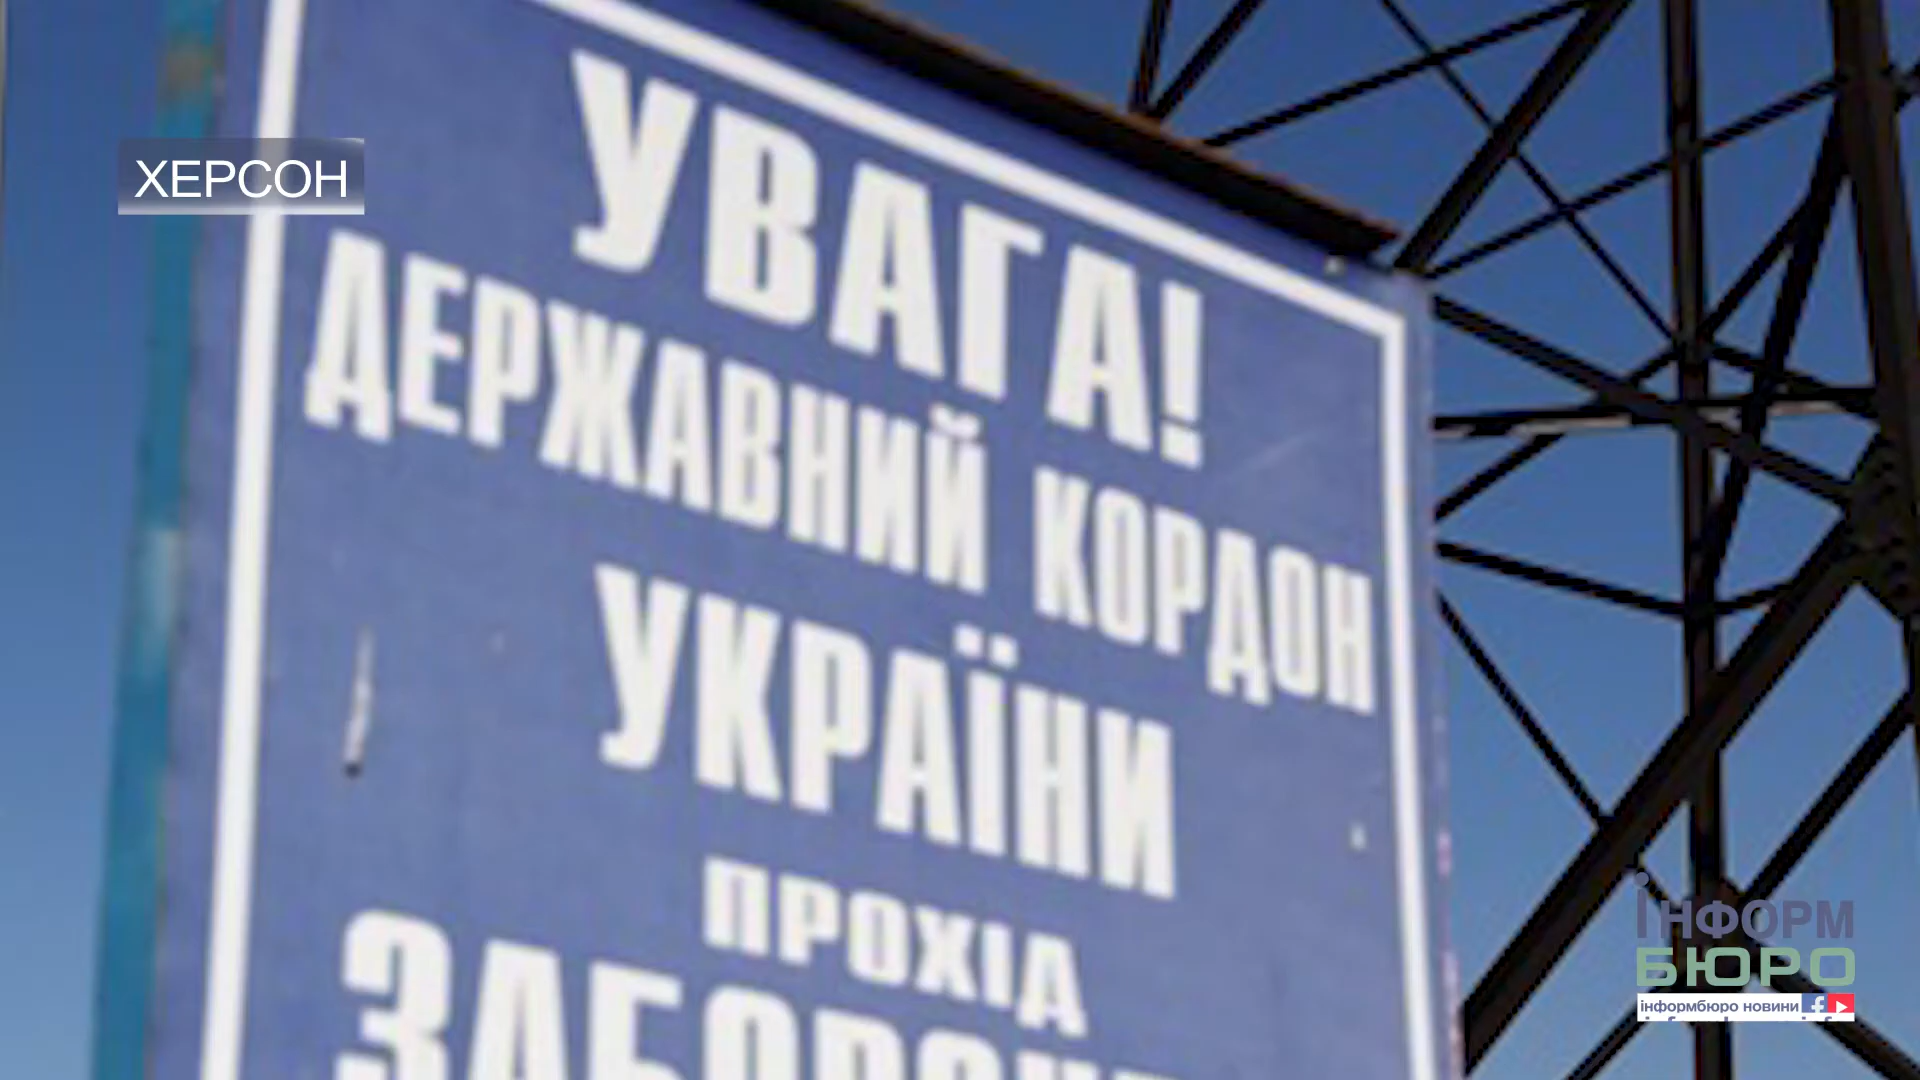 ХЕРСОН
УВАГА!
ДЕРЖАВНИЙ КОРДОН
УКРАЇНИ
ПРОХІД
інформ
БЮРО
інформбюро новини